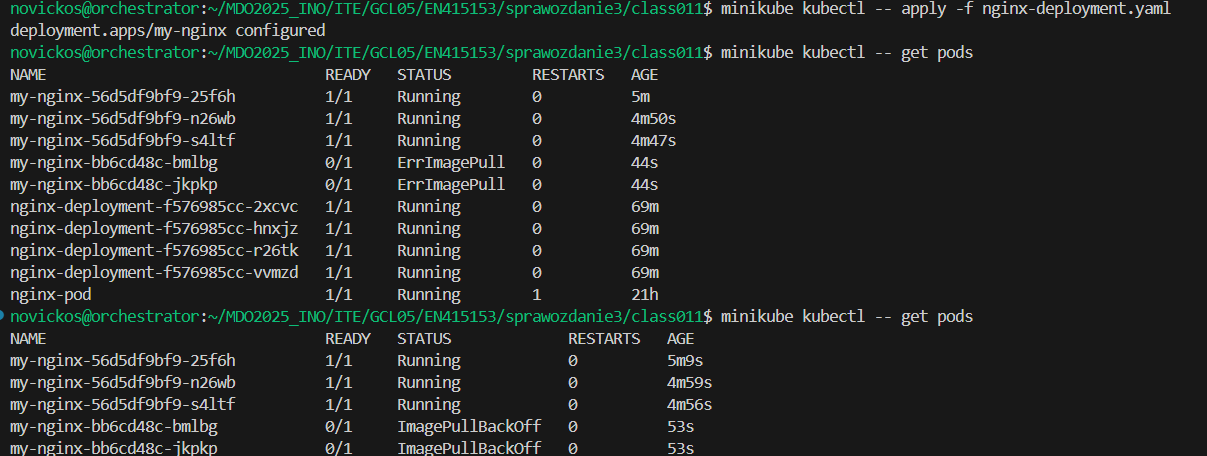 novickos@orchestrator:~/MDO2025_INO/ITE/GCL05/EN415153/sprawozdanie3/class011$ minikube kubectl -- apply -f nginx-deployment.yaml
deployment.apps/my-nginx configured
novickos@orchestrator:~/MDO2025_INO/ITE/GCL05/EN415153/sprawozdanie3/class011$ minikube kubectl -- get pods
NAME READY STATUS RESTARTS AGE
my-nginx-56d5df9bf9-25f6h 1/1 Running 0 5m
my-nginx-56d5df9bf9-n26wb 1/1 Running 0 4m50s
my-nginx-56d5df9bf9-s4ltf 1/1 Running 0 4m47s
my-nginx-bb6cd48c-bmlbg 0/1 ErrImagePull 0 44s
my-nginx-bb6cd48c-jkpkp 0/1 ErrImagePull 0 44s
nginx-deployment-f576985cc-2xcvc 1/1 Running 0 69m
nginx-deployment-f576985cc-hnxjz 1/1 Running 0 69m
nginx-deployment-f576985cc-r26tk 1/1 Running 0 69m
nginx-deployment-f576985cc-vvmzd 1/1 Running 0 69m
nginx-pod 1/1 Running 1 21h
novickos@orchestrator:~/MDO2025_INO/ITE/GCL05/EN415153/sprawozdanie3/class011$ minikube kubectl -- get pods
NAME READY STATUS RESTARTS AGE
my-nginx-56d5df9bf9-25f6h 1/1 Running 0 5m9s
my-nginx-56d5df9bf9-n26wb 1/1 Running 0 4m59s
my-nginx-56d5df9bf9-s4ltf 1/1 Running 0 4m56s
my-nginx-bb6cd48c-bmlbg 0/1 ImagePullBackOff 0 53s
my-nginx-bb6cd48c-jkpkp 0/1 ImagePullBackOff 0 53s